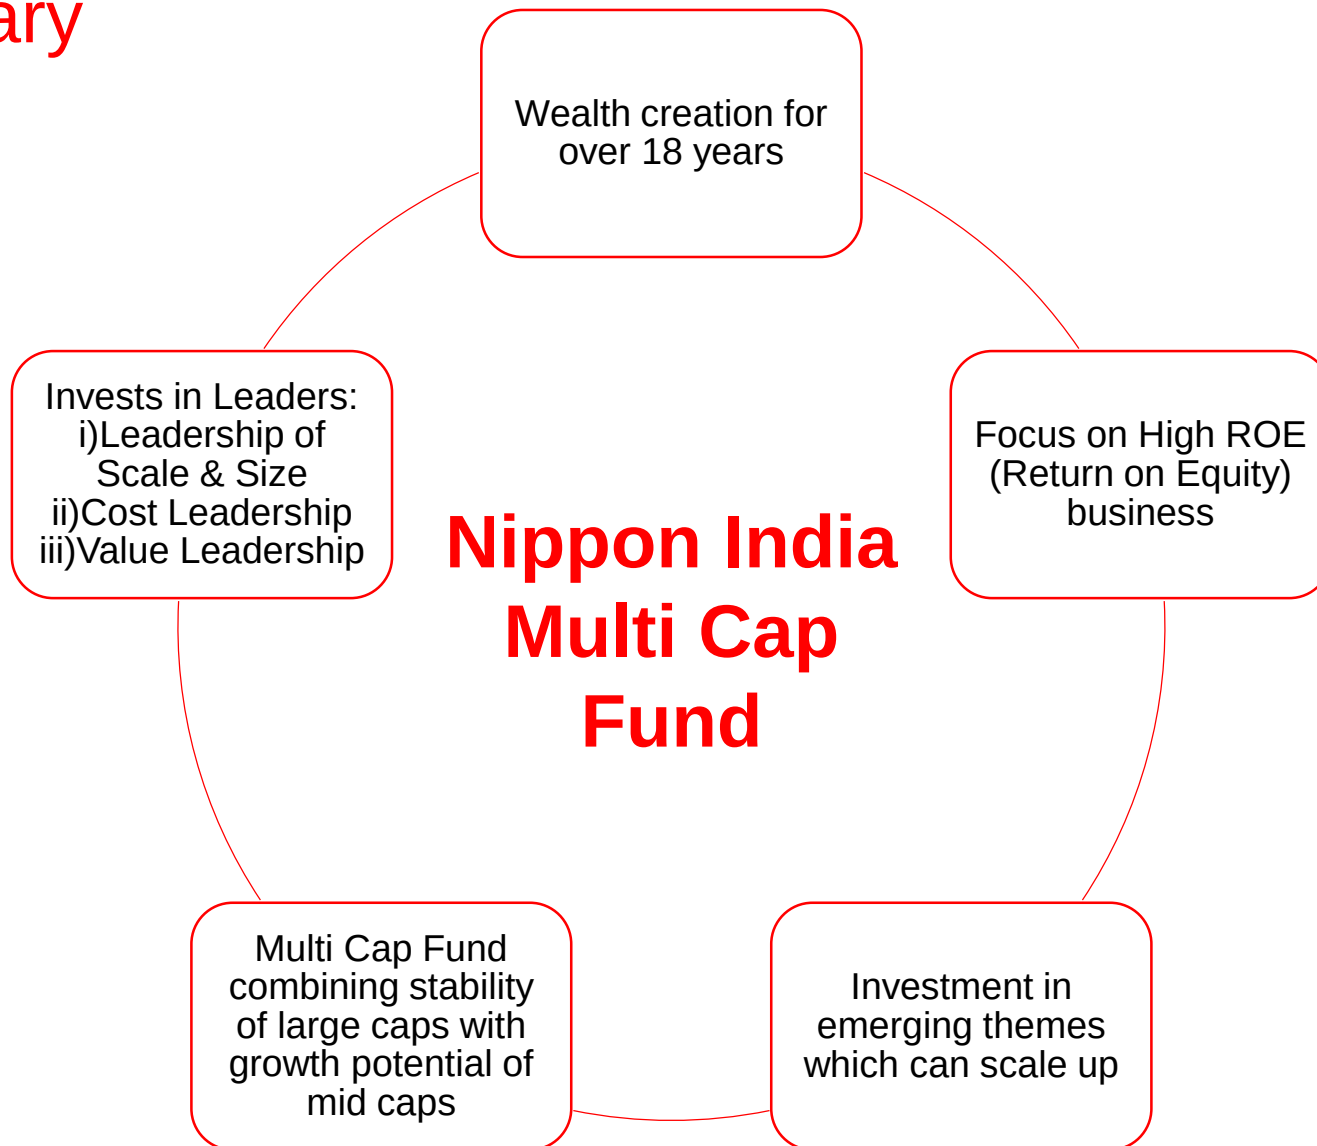 ary
Wealth creation for
over 18 years
Invests in Leaders:
i)Leadership of
Scale & Size
ii)Cost Leadership
iii)Value Leadership
Focus on High ROE
(Return on Equity)
business
Nippon India
Multi Cap
Fund
Multi Cap Fund
combining stability
of large caps with
growth potential of
mid caps
Investment in
emerging themes
which can scale up